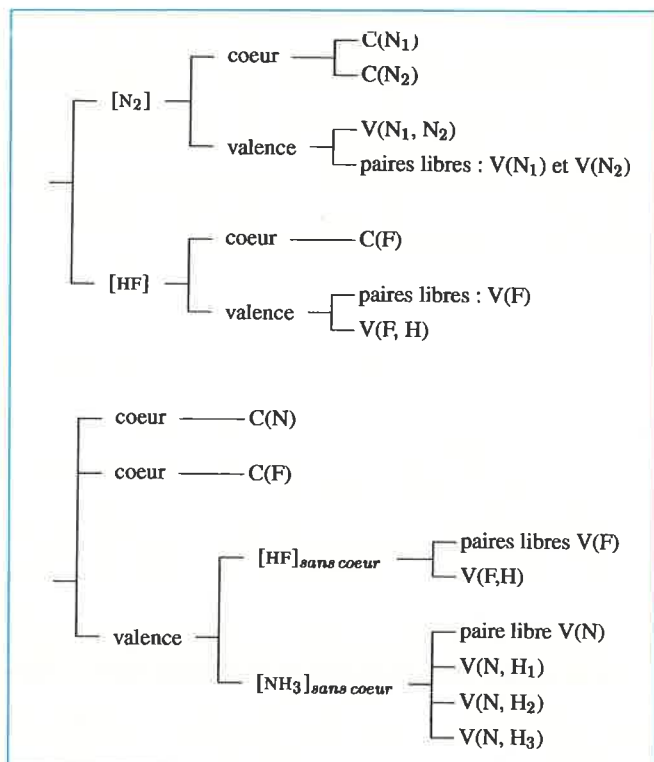 coeur
C(N₁)
C(N₂)
[N₂]
valence
V(N₁, N₂)
paires libres : V(N₁) et V(N₂)
coeur
C(F)
[HF]
valence
paires libres : V(F)
V(F, H)
coeur
C(N)
coeur
C(F)
valence
[HF]sans coeur
paires libres V(F)
V(F,H)
[NH₃]sans coeur
paire libre V(N)
V(N, H₁)
V(N, H₂)
V(N, H₃)